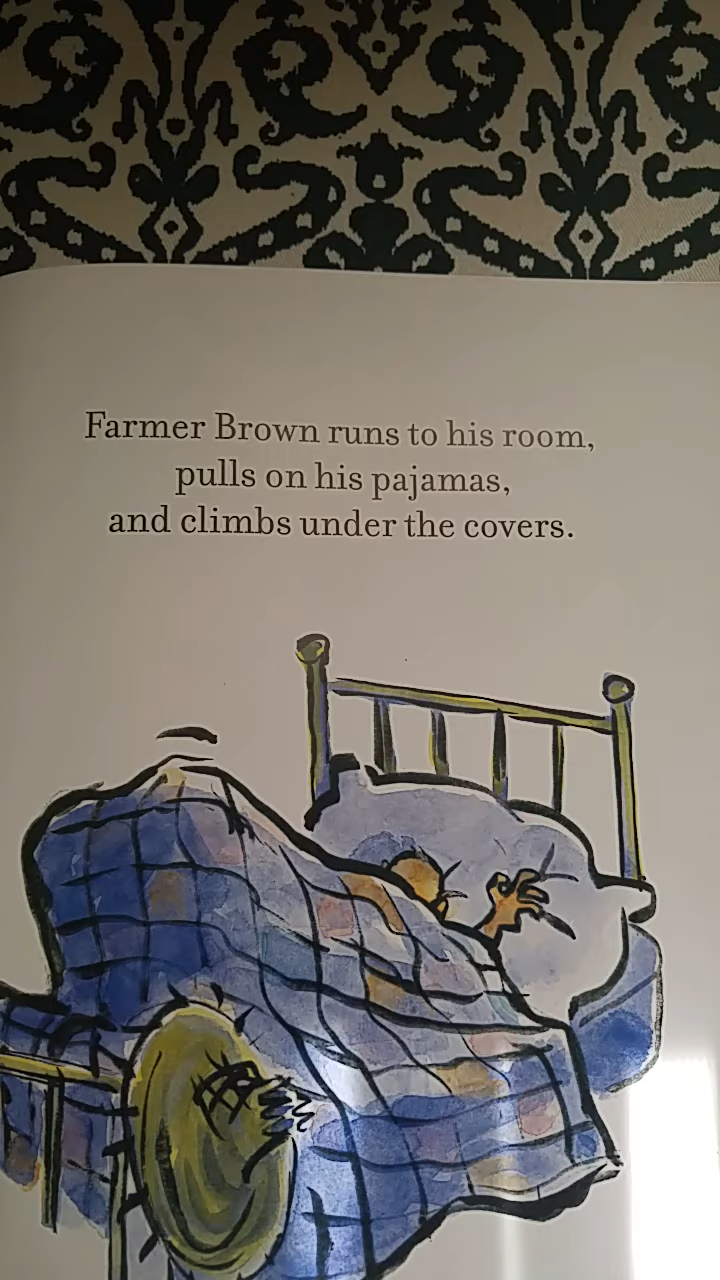 Farmer Brown runs to his room,
pulls on his pajamas,
and climbs under the covers.